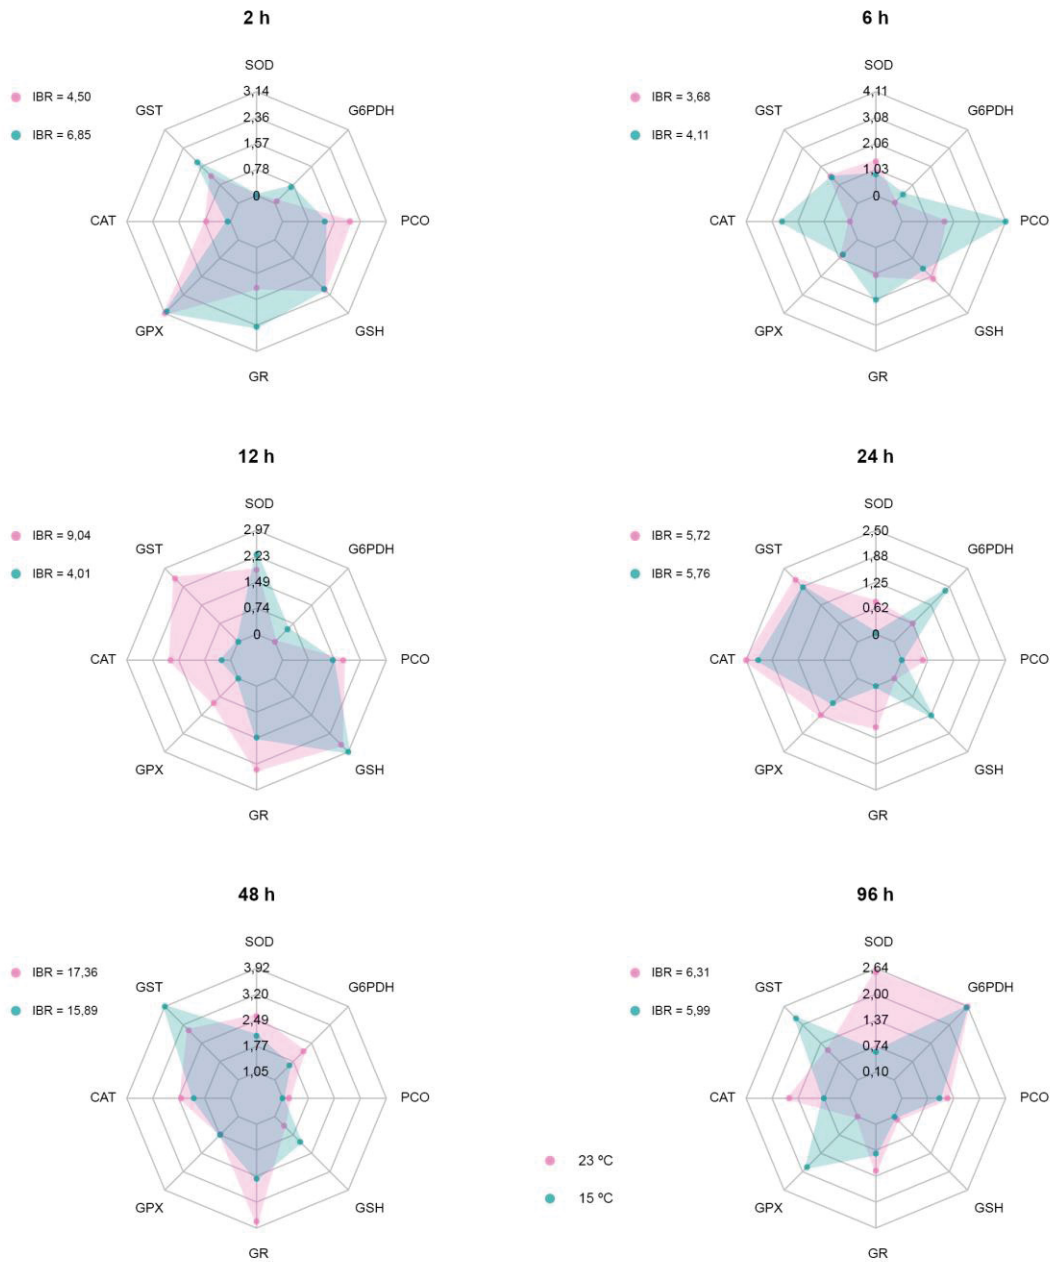 2 h
SOD
GST
G6PDH
CAT
PCO
GPX
GSH
GR
3,14
2,36
1,57
0,78
0
IBR = 4,50
IBR = 6,85
6 h
SOD
GST
G6PDH
CAT
PCO
GPX
GSH
GR
4,11
3,08
2,06
1,03
0
IBR = 3,68
IBR = 4,11
12 h
SOD
GST
G6PDH
CAT
PCO
GPX
GSH
GR
2,97
2,23
1,49
0,74
0
IBR = 9,04
IBR = 4,01
24 h
SOD
GST
G6PDH
CAT
PCO
GPX
GSH
GR
2,50
1,88
1,25
0,62
0
IBR = 5,72
IBR = 5,76
48 h
SOD
GST
G6PDH
CAT
PCO
GPX
GSH
GR
3,92
3,20
2,49
1,77
1,05
IBR = 17,36
IBR = 15,89
96 h
SOD
GST
G6PDH
CAT
PCO
GPX
GSH
GR
2,64
2,00
1,37
0,74
0,10
IBR = 6,31
IBR = 5,99
23 ºC
15 ºC